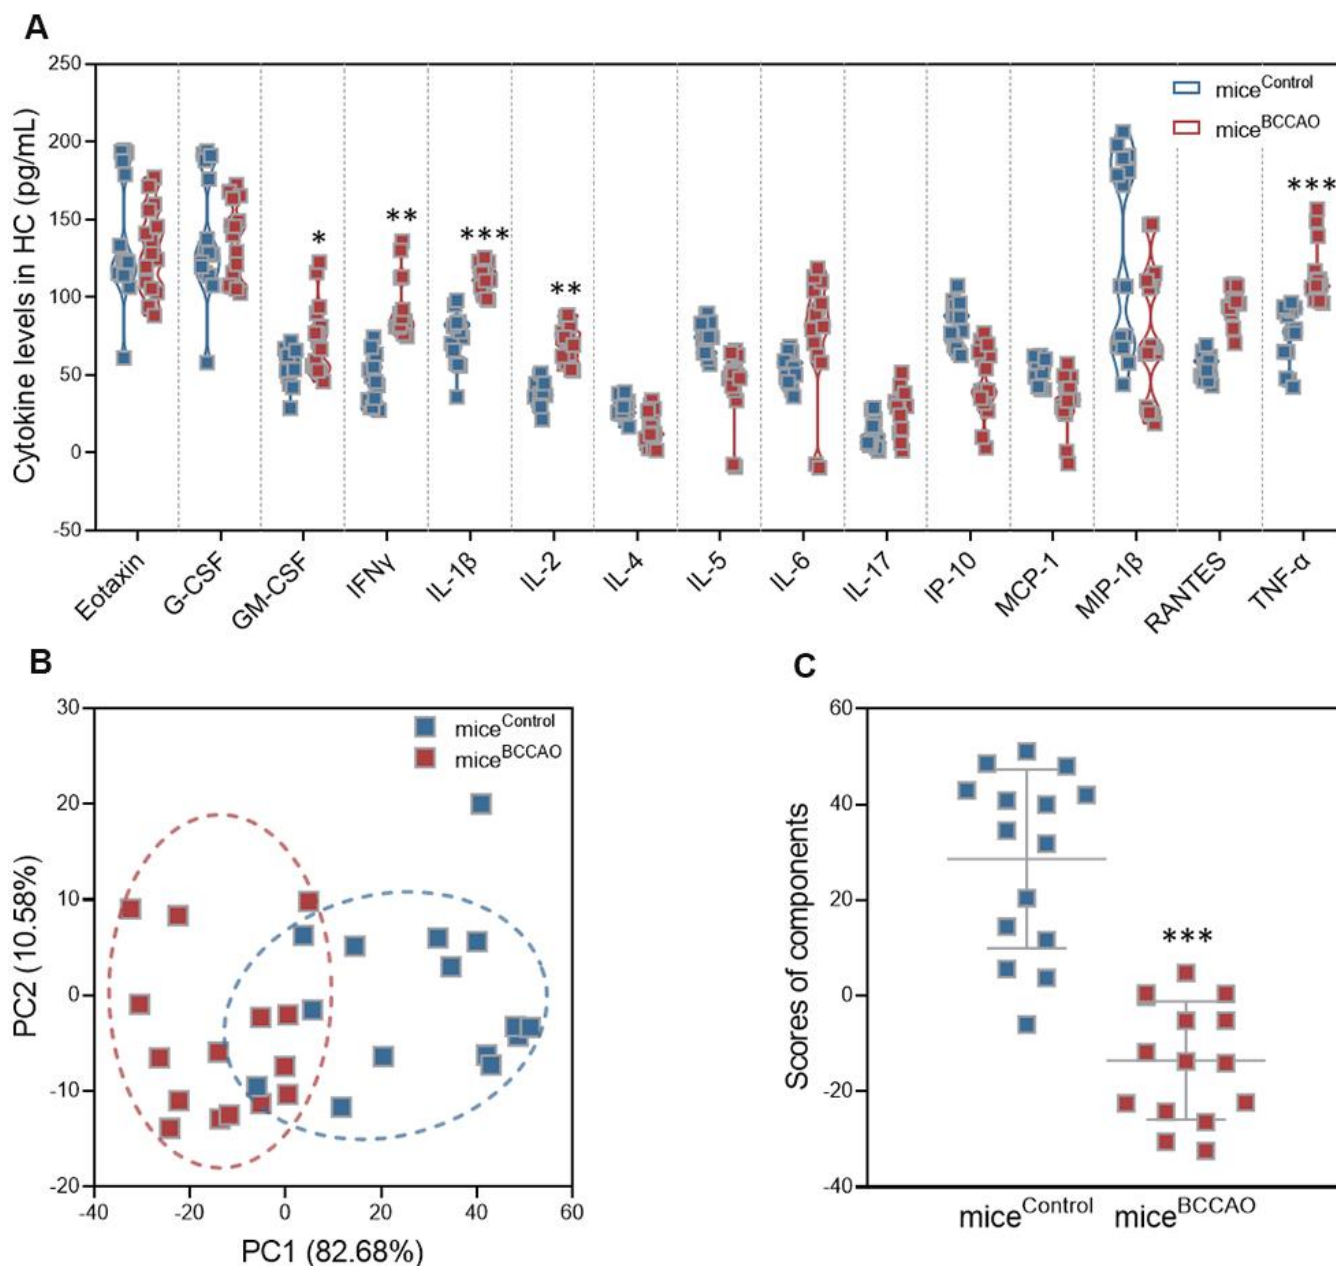 A
Cytokine levels in HC (pg/mL)
250
200
150
100
50
0
-50
mice^Control
mice^BCCAO
*
**
***
**
***
Eotaxin
G-CSF
GM-CSF
IFNγ
IL-1β
IL-2
IL-4
IL-5
IL-6
IL-17
IP-10
MCP-1
MIP-1β
RANTES
TNF-α
B
PC2 (10.58%)
30
20
10
0
-10
-20
mice^Control
mice^BCCAO
-40 -20 0 20 40 60
PC1 (82.68%)
C
Scores of components
60
40
20
0
-20
-40
***
mice^Control mice^BCCAO